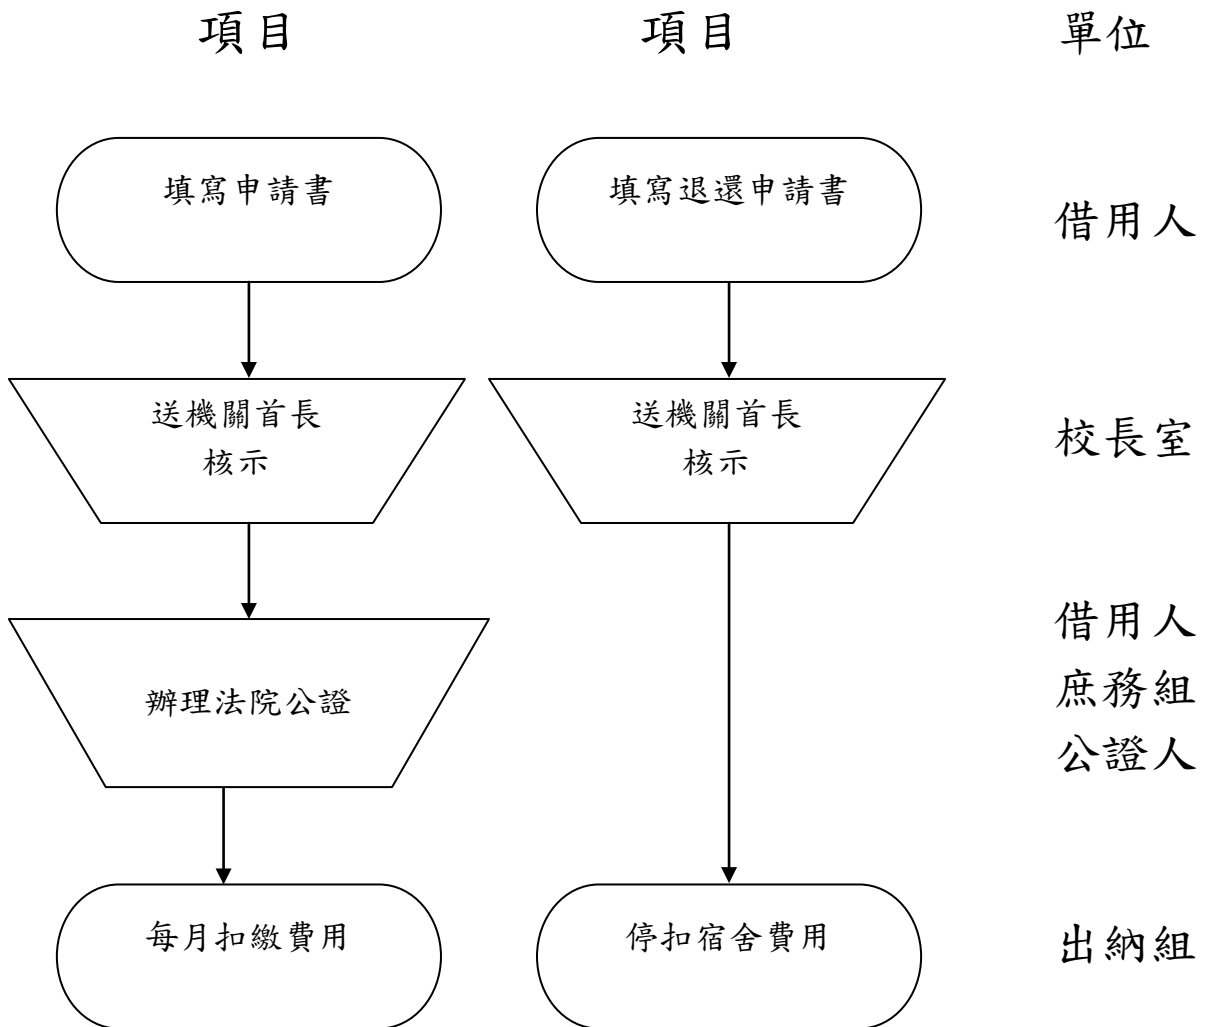 項目 項目 單位
填寫申請書 填寫退還申請書 借用人
送機關首長 送機關首長
核示 核示
校長室
借用人
庶務組
辦理法院公證
公證人
每月扣繳費用 停扣宿舍費用 出納組